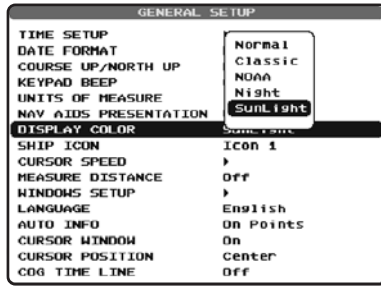 GENERAL SETUP
TIME SETUP
DATE FORMAT
COURSE UP/NORTH UP
KEYPAD BEEP
UNITS OF MEASURE
NAV AIDS PRESENTATION
Normal
Classic
NOAA
Night
SunLight
DISPLAY COLOR SunLight
SHIP ICON Icon 1
CURSOR SPEED
MEASURE DISTANCE Off
WINDOWS SETUP
LANGUAGE English
AUTO INFO On Points
CURSOR WINDOW On
CURSOR POSITION Center
COG TIME LINE Off